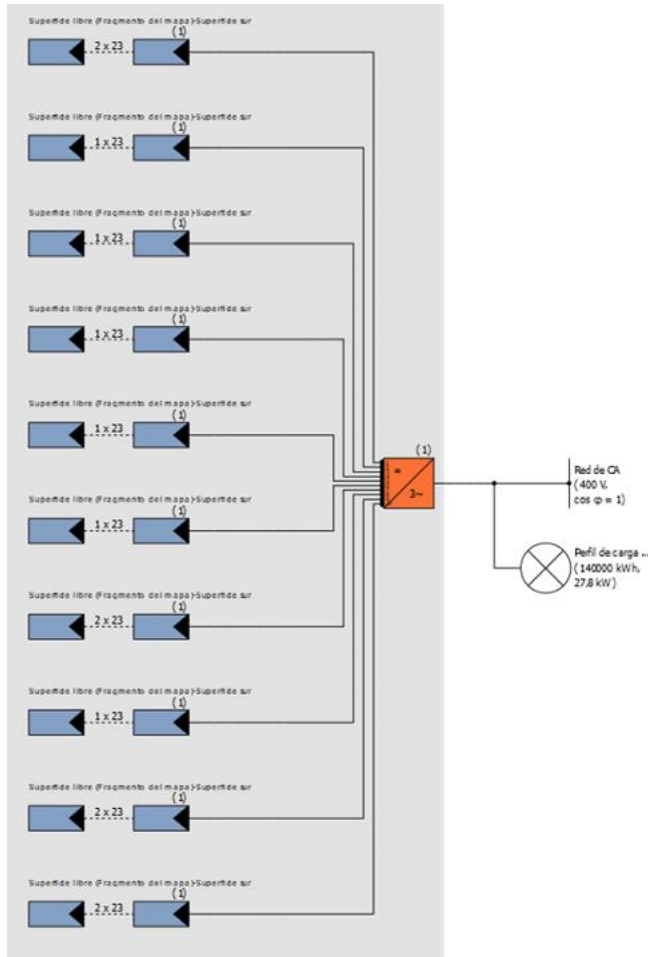 Superficie libre (Fragmento del mapa)-Superficie sur
(1)
2 x 23
Superficie libre (Fragmento del mapa)-Superficie sur
(1)
1 x 23
Superficie libre (Fragmento del mapa)-Superficie sur
(1)
1 x 23
Superficie libre (Fragmento del mapa)-Superficie sur
(1)
1 x 23
Superficie libre (Fragmento del mapa)-Superficie sur
(1)
1 x 23
(1)
=
3~
Red de CA
(400 V,
cos φ = 1)
Superficie libre (Fragmento del mapa)-Superficie sur
(1)
1 x 23
Perfil de carga ...
(140000 kWh,
27,8 kW)
Superficie libre (Fragmento del mapa)-Superficie sur
(1)
2 x 23
Superficie libre (Fragmento del mapa)-Superficie sur
(1)
1 x 23
Superficie libre (Fragmento del mapa)-Superficie sur
(1)
2 x 23
Superficie libre (Fragmento del mapa)-Superficie sur
(1)
2 x 23